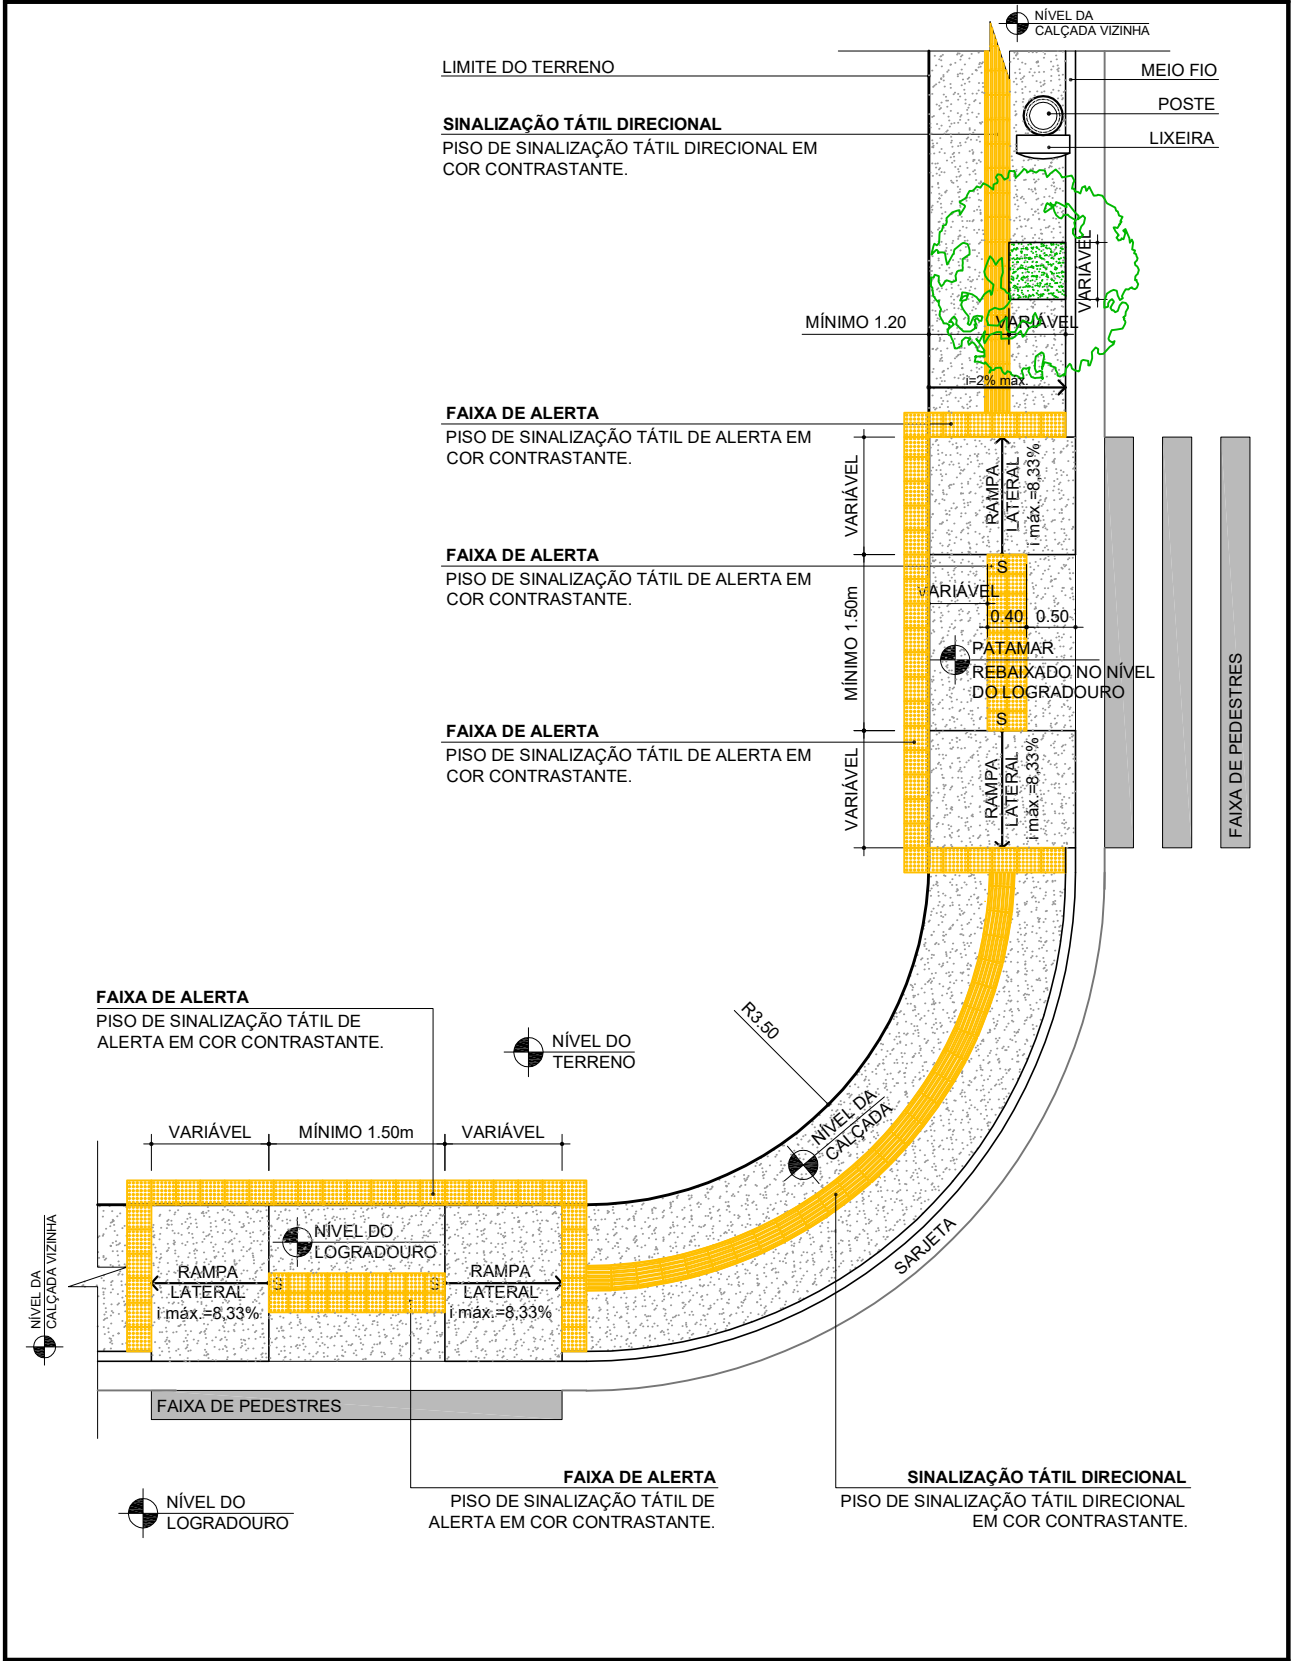 NÍVEL DA
CALÇADA VIZINHA
LIMITE DO TERRENO
MEIO FIO
POSTE
LIXEIRA
SINALIZAÇÃO TÁTIL DIRECIONAL
PISO DE SINALIZAÇÃO TÁTIL DIRECIONAL EM
COR CONTRASTANTE.
VARIÁVEL
MÍNIMO 1.20
VARIÁVEL
i=2% máx.
FAIXA DE ALERTA
PISO DE SINALIZAÇÃO TÁTIL DE ALERTA EM
COR CONTRASTANTE.
VARIÁVEL
RAMPA
LATERAL
i máx.=8,33%
FAIXA DE ALERTA
PISO DE SINALIZAÇÃO TÁTIL DE ALERTA EM
COR CONTRASTANTE.
S
VARIÁVEL
0.40
0.50
MÍNIMO 1.50m
PATAMAR
REBAIXADO NO NÍVEL
DO LOGRADOURO
S
FAIXA DE PEDESTRES
FAIXA DE ALERTA
PISO DE SINALIZAÇÃO TÁTIL DE ALERTA EM
COR CONTRASTANTE.
VARIÁVEL
RAMPA
LATERAL
i máx.=8,33%
FAIXA DE ALERTA
PISO DE SINALIZAÇÃO TÁTIL DE
ALERTA EM COR CONTRASTANTE.
NÍVEL DO
TERRENO
R3.50
NÍVEL DA
CALÇADA
VARIÁVEL
MÍNIMO 1.50m
VARIÁVEL
NÍVEL DO
LOGRADOURO
SARJETA
NÍVEL DA
CALÇADA VIZINHA
RAMPA
LATERAL
i máx.=8,33%
S
S
RAMPA
LATERAL
i máx.=8,33%
FAIXA DE PEDESTRES
FAIXA DE ALERTA
PISO DE SINALIZAÇÃO TÁTIL DE
ALERTA EM COR CONTRASTANTE.
SINALIZAÇÃO TÁTIL DIRECIONAL
PISO DE SINALIZAÇÃO TÁTIL DIRECIONAL
EM COR CONTRASTANTE.
NÍVEL DO
LOGRADOURO